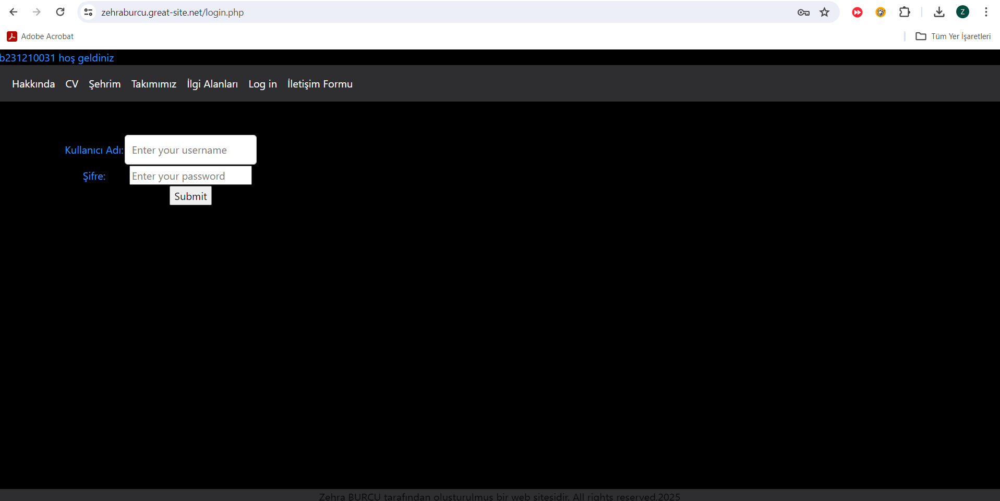 zehraburcu.great-site.net/login.php
Z
Adobe Acrobat
Tüm Yer İşaretleri
b231210031 hoş geldiniz
Hakkında CV Şehrim Takımımız İlgi Alanları Log in İletişim Formu
Kullanıcı Adı: Enter your username
Şifre: Enter your password
Submit
Zehra BURCU tarafından oluşturulmuş bir web sitesidir. All rights reserved.2025